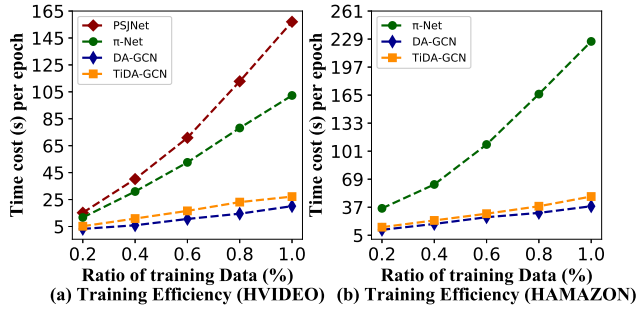 165
145
125
105
85
65
45
25
5
Time cost (s) per epoch
PSJNet
π-Net
DA-GCN
TiDA-GCN
0.2 0.4 0.6 0.8 1.0
Ratio of training Data (%)
(a) Training Efficiency (HVIDEO)
261
229
197
165
133
101
69
37
5
Time cost (s) per epoch
π-Net
DA-GCN
TiDA-GCN
0.2 0.4 0.6 0.8 1.0
Ratio of training Data (%)
(b) Training Efficiency (HAMAZON)